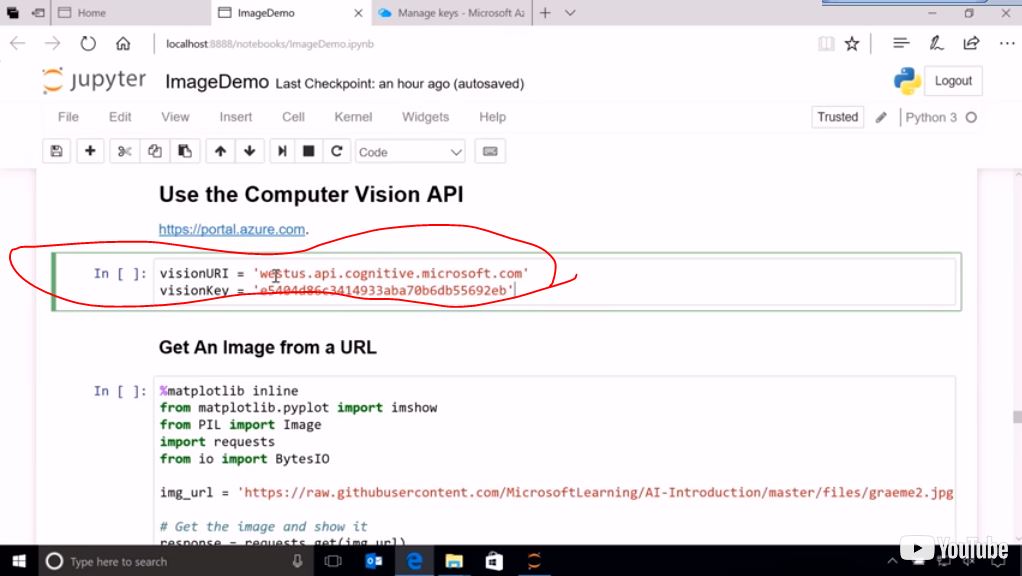 Home
ImageDemo
Manage keys - Microsoft Az
localhost:8888/notebooks/ImageDemo.ipynb
jupyter ImageDemo Last Checkpoint: an hour ago (autosaved)
Logout
File Edit View Insert Cell Kernel Widgets Help
Trusted
Python 3
Code
Use the Computer Vision API
https://portal.azure.com.
In [ ]: visionURI = 'westus.api.cognitive.microsoft.com'
visionKey = 'e5404d86c3414933aba70b6db55692eb'
Get An Image from a URL
In [ ]: %matplotlib inline
from matplotlib.pyplot import imshow
from PIL import Image
import requests
from io import BytesIO
img_url = 'https://raw.githubusercontent.com/MicrosoftLearning/AI-Introduction/master/files/graeme2.jpg
# Get the image and show it
response = requests.get(img_url)
Type here to search
YouTube